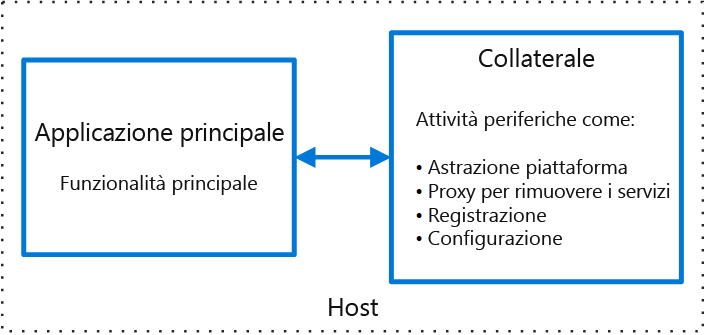 Applicazione principale
Funzionalità principale
Collaterale
Attività periferiche come:
• Astrazione piattaforma
• Proxy per rimuovere i servizi
• Registrazione
• Configurazione
Host